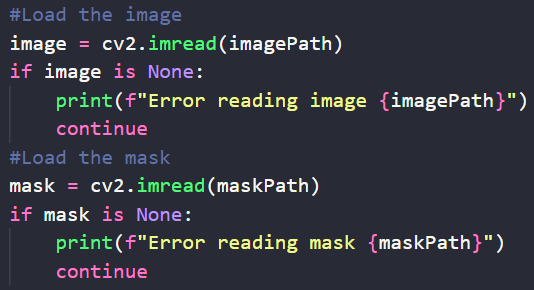 #Load the image
image = cv2.imread(imagePath)
if image is None:
    print(f"Error reading image {imagePath}")
    continue
#Load the mask
mask = cv2.imread(maskPath)
if mask is None:
    print(f"Error reading mask {maskPath}")
    continue